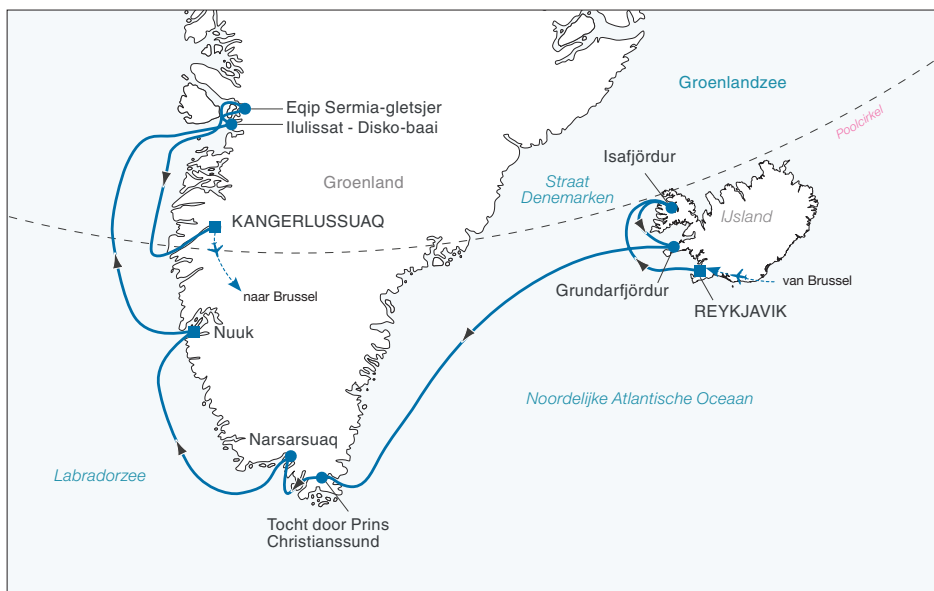 Groenlandzee
Poolcirkel
Eqip Sermia-gletsjer
Ilulissat - Disko-baai
Isafjördur
Groenland
Straat
Denemarken
KANGERLUSSUAQ
IJsland
naar Brussel
van Brussel
Grundarfjördur
REYKJAVIK
Nuuk
Noordelijke Atlantische Oceaan
Narsarsuaq
Labradorzee
Tocht door Prins
Christianssund